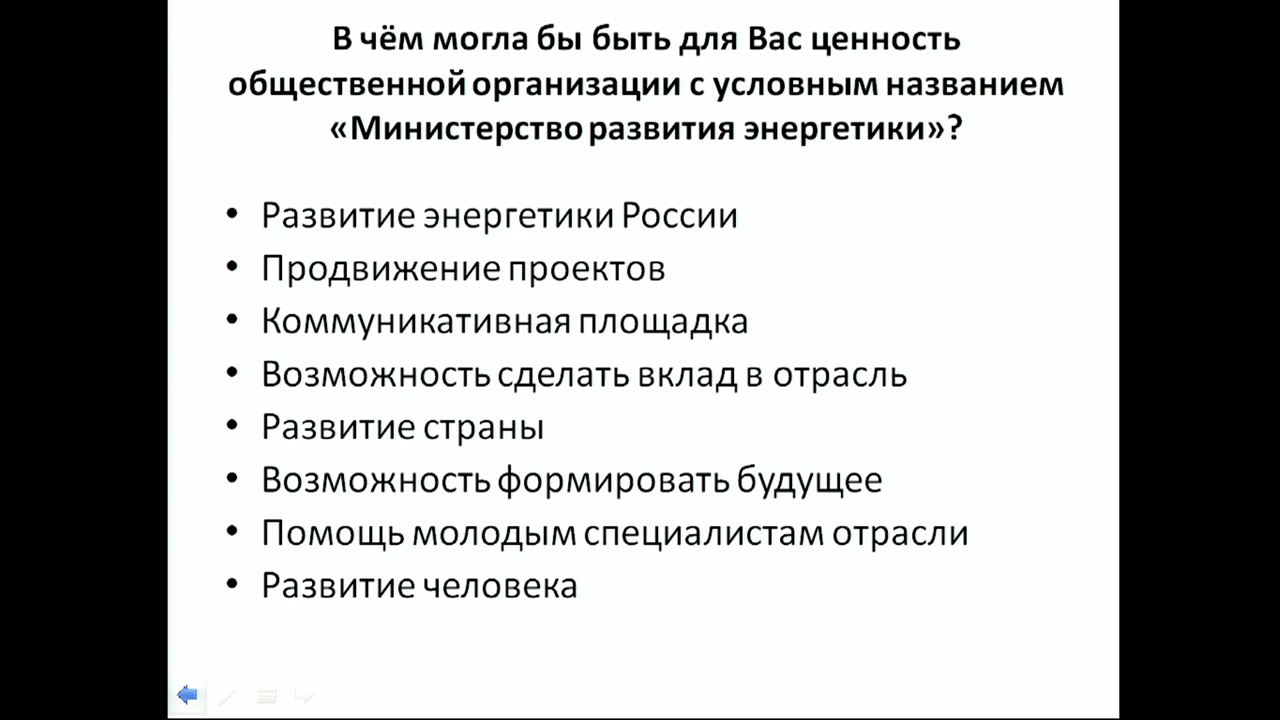 В чём могла бы быть для Вас ценность
общественной организации с условным названием
«Министерство развития энергетики»?
• Развитие энергетики России
• Продвижение проектов
• Коммуникативная площадка
• Возможность сделать вклад в отрасль
• Развитие страны
• Возможность формировать будущее
• Помощь молодым специалистам отрасли
• Развитие человека